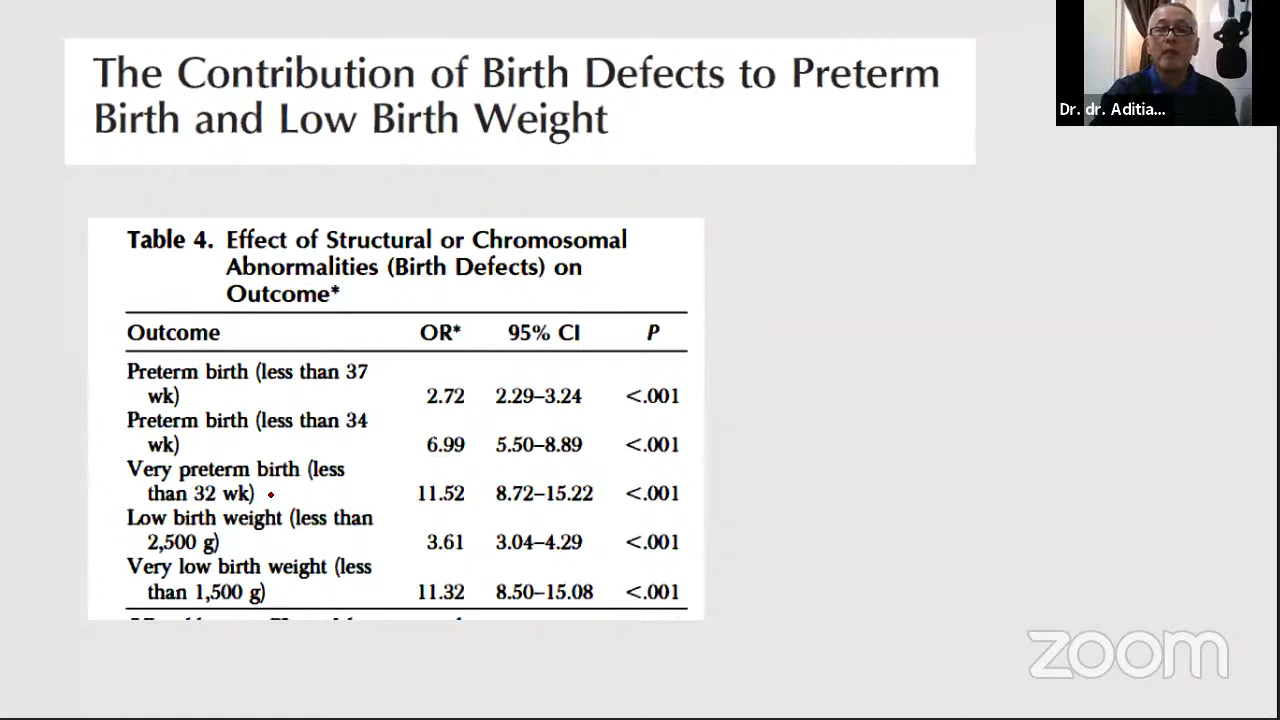 The Contribution of Birth Defects to Preterm
Birth and Low Birth Weight
Dr. dr. Aditia...
Table 4. Effect of Structural or Chromosomal
Abnormalities (Birth Defects) on
Outcome*
Outcome OR* 95% CI P
Preterm birth (less than 37
wk) 2.72 2.29–3.24 <.001
Preterm birth (less than 34
wk) 6.99 5.50–8.89 <.001
Very preterm birth (less
than 32 wk) 11.52 8.72–15.22 <.001
Low birth weight (less than
2,500 g) 3.61 3.04–4.29 <.001
Very low birth weight (less
than 1,500 g) 11.32 8.50–15.08 <.001
zoom